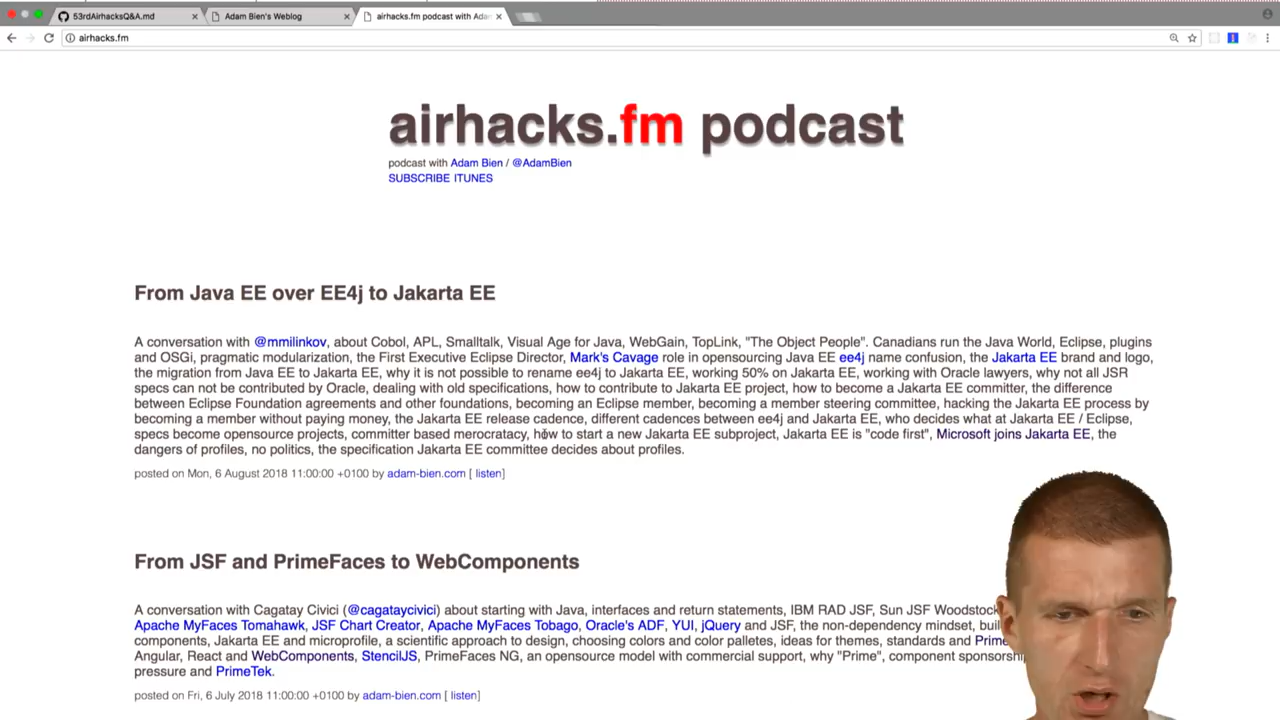 53rdAirhacksQ&A.md
Adam Bien's Weblog
airhacks.fm podcast with Adam
airhacks.fm
airhacks.fm podcast
podcast with Adam Bien / @AdamBien
SUBSCRIBE ITUNES
From Java EE over EE4j to Jakarta EE
A conversation with @mmilinkov, about Cobol, APL, Smalltalk, Visual Age for Java, WebGain, TopLink, "The Object People". Canadians run the Java World, Eclipse, plugins
and OSGi, pragmatic modularization, the First Executive Eclipse Director, Mark's Cavage role in opensourcing Java EE ee4j name confusion, the Jakarta EE brand and logo,
the migration from Java EE to Jakarta EE, why it is not possible to rename ee4j to Jakarta EE, working 50% on Jakarta EE, working with Oracle lawyers, why not all JSR
specs can not be contributed by Oracle, dealing with old specifications, how to contribute to Jakarta EE project, how to become a Jakarta EE committer, the difference
between Eclipse Foundation agreements and other foundations, becoming an Eclipse member, becoming a member steering committee, hacking the Jakarta EE process by
becoming a member without paying money, the Jakarta EE release cadence, different cadences between ee4j and Jakarta EE, who decides what at Jakarta EE / Eclipse,
specs become opensource projects, committer based merocratacy, how to start a new Jakarta EE subproject, Jakarta EE is "code first", Microsoft joins Jakarta EE, the
dangers of profiles, no politics, the specification Jakarta EE committee decides about profiles.
posted on Mon, 6 August 2018 11:00:00 +0100 by adam-bien.com [ listen]
From JSF and PrimeFaces to WebComponents
A conversation with Cagatay Civici (@cagataycivici) about starting with Java, interfaces and return statements, IBM RAD JSF, Sun JSF Woodstock
Apache MyFaces Tomahawk, JSF Chart Creator, Apache MyFaces Tobago, Oracle's ADF, YUI, jQuery and JSF, the non-dependency mindset,
components, Jakarta EE and microprofile, a scientific approach to design, choosing colors and color palletes, ideas for themes, standards and Prime
Angular, React and WebComponents, StencilJS, PrimeFaces NG, an opensource model with commercial support, why "Prime", component sponsorship
pressure and PrimeTek.
posted on Fri, 6 July 2018 11:00:00 +0100 by adam-bien.com [ listen]